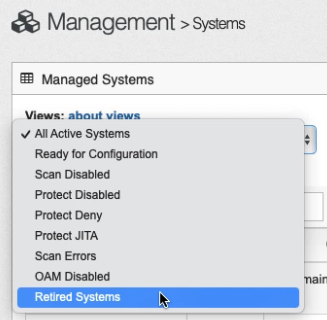 Management > Systems
Managed Systems
Views: about views
✓ All Active Systems
Ready for Configuration
Scan Disabled
Protect Disabled
Protect Deny
Protect JITA
Scan Errors
OAM Disabled
Retired Systems